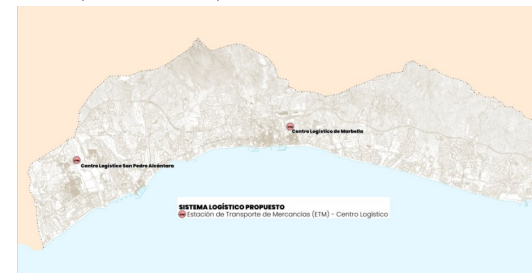 Centro Logístico de Marbella
Centro Logístico San Pedro Alcántara
SISTEMA LOGÍSTICO PROPUESTO
Estación de Transporte de Mercancías (ETM) - Centro Logístico